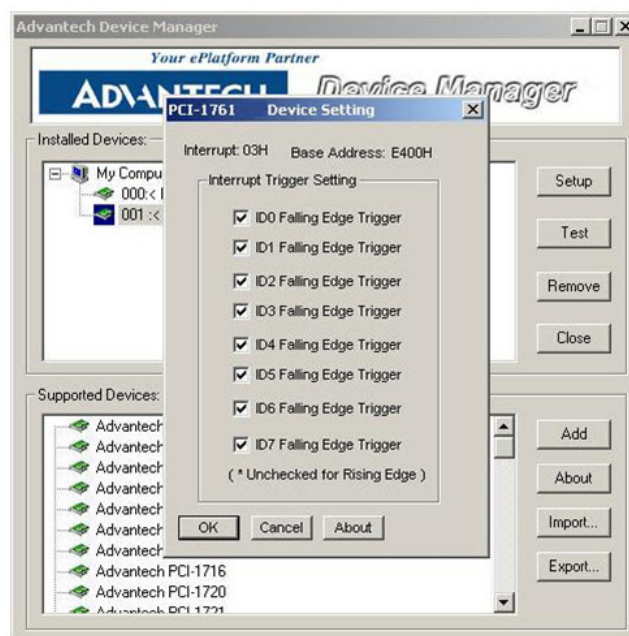 Advantech Device Manager
Your ePlatform Partner
ADVANTECH Device Manager
PCI-1761 Device Setting
Installed Devices:
Interrupt: 03H Base Address: E400H
My Compu
000:<
001 :<
Interrupt Trigger Setting
ID0 Falling Edge Trigger
ID1 Falling Edge Trigger
ID2 Falling Edge Trigger
ID3 Falling Edge Trigger
ID4 Falling Edge Trigger
ID5 Falling Edge Trigger
ID6 Falling Edge Trigger
ID7 Falling Edge Trigger
( * Unchecked for Rising Edge )
OK Cancel About
Setup
Test
Remove
Close
Supported Devices:
Advantech
Advantech
Advantech
Advantech
Advantech
Advantech
Advantech
Advantech PCI-1716
Advantech PCI-1720
Advantech PCI-1721
Add
About
Import...
Export...